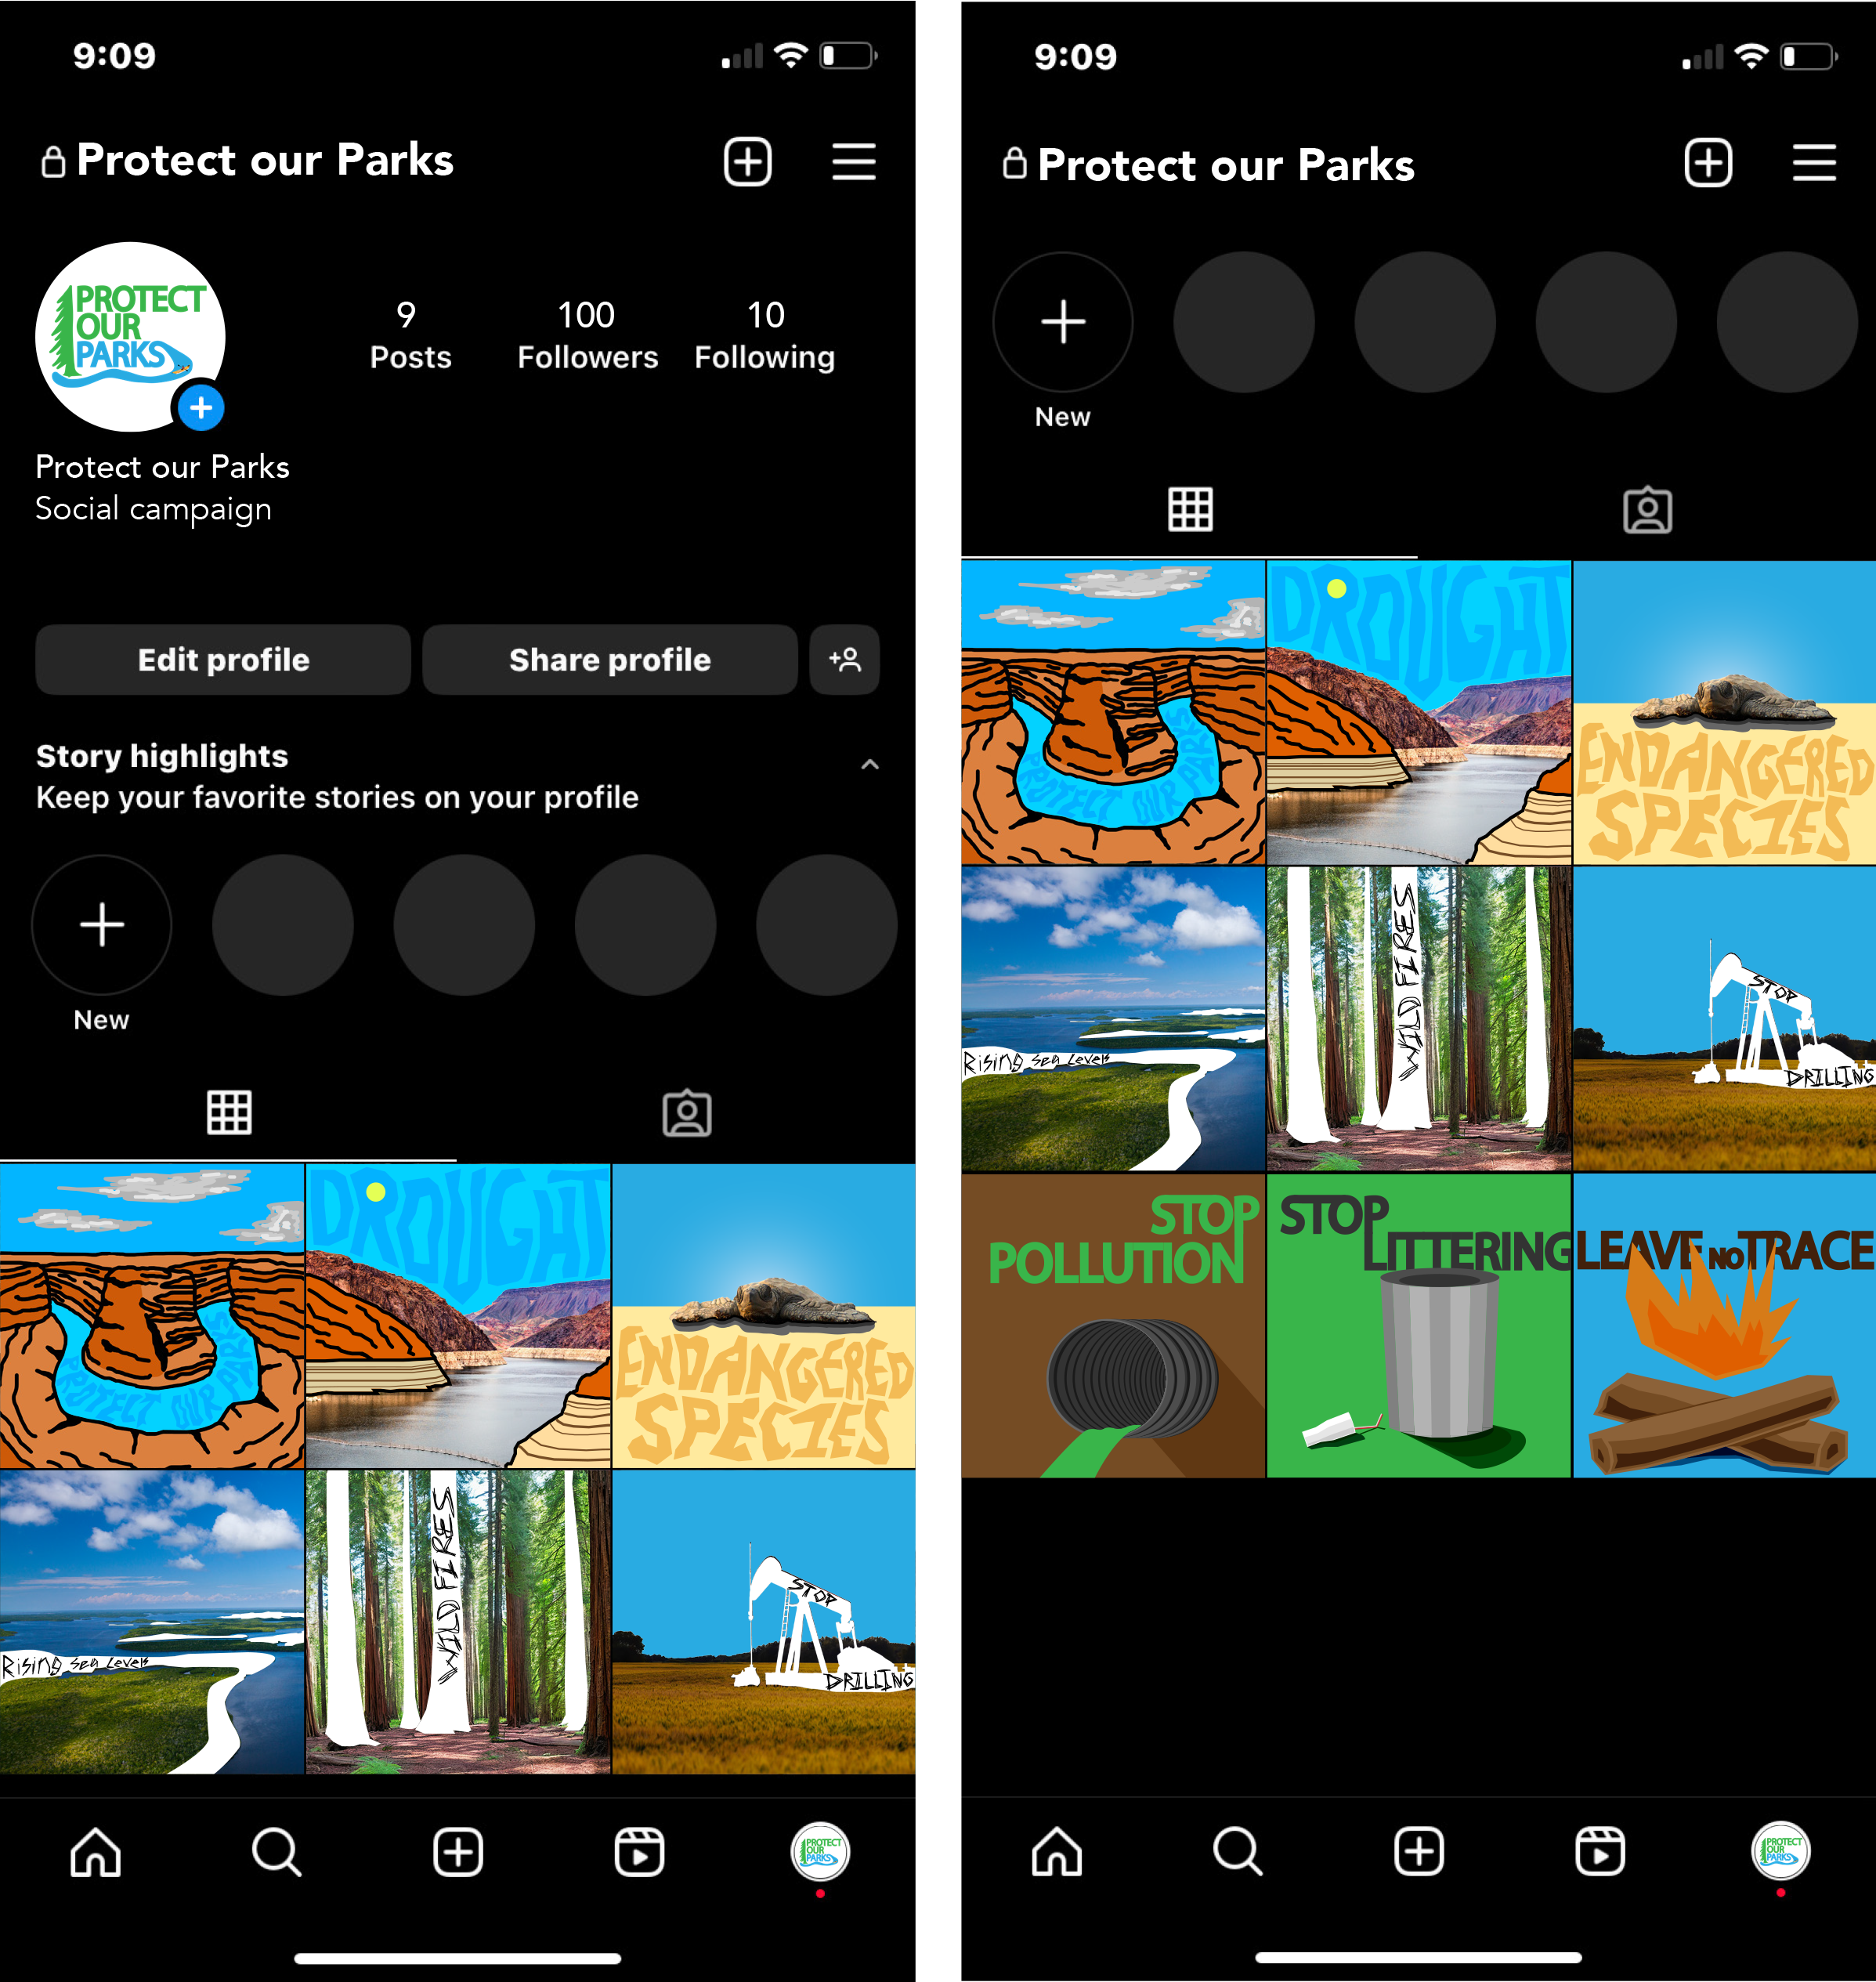 9:09
Protect our Parks
PROTECT
OUR
PARKS
9
100
10
Posts
Followers
Following
Protect our Parks
Social campaign
Edit profile
Share profile
Story highlights
Keep your favorite stories on your profile
New
PROTECT OUR PARKS
DROUGHT
ENDANGERED
SPECIES
Rising Sea Levels
WILD FIRES
STOP
DRILLING
PROTECT
OUR
PARKS
9:09
Protect our Parks
New
PROTECT OUR PARKS
DROUGHT
ENDANGERED
SPECIES
Rising Sea Levels
WILD FIRES
STOP
DRILLING
STOP
POLLUTION
STOP
LITTERING
LEAVE NO TRACE
PROTECT
OUR
PARKS